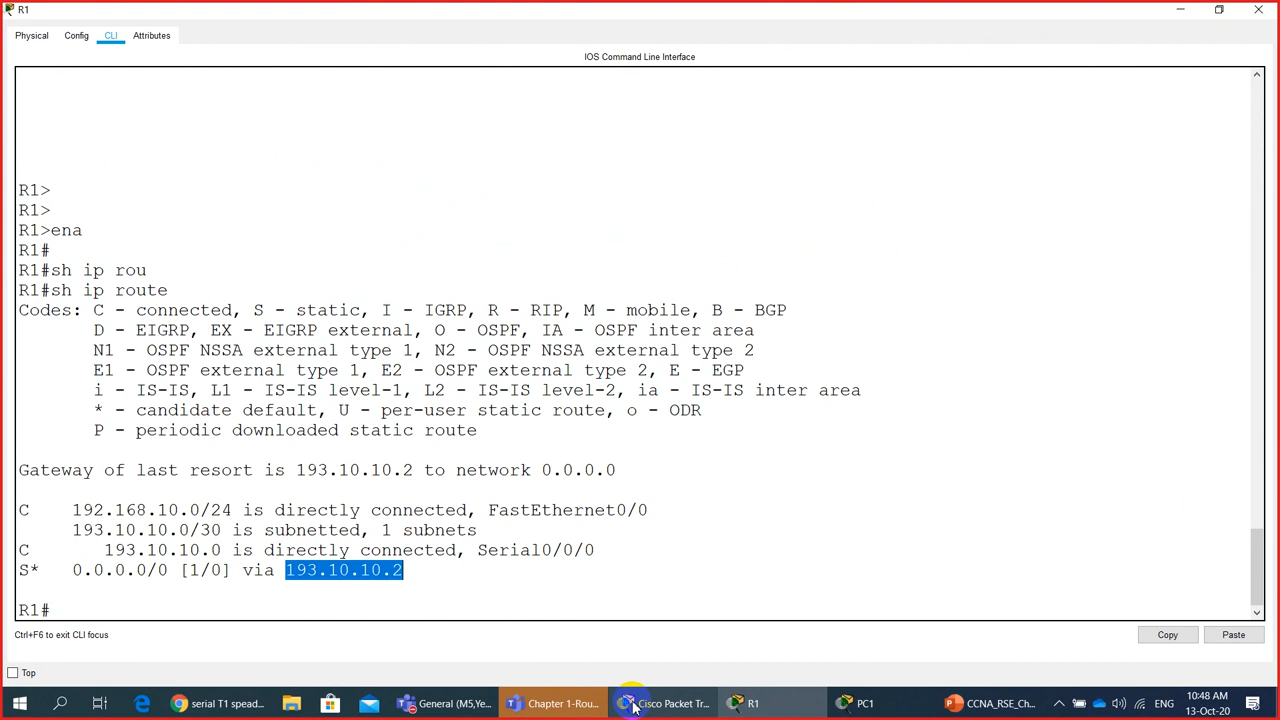 R1
Physical Config CLI Attributes
IOS Command Line Interface
R1>
R1>
R1>ena
R1#
R1#sh ip rou
R1#sh ip route
Codes: C - connected, S - static, I - IGRP, R - RIP, M - mobile, B - BGP
D - EIGRP, EX - EIGRP external, O - OSPF, IA - OSPF inter area
N1 - OSPF NSSA external type 1, N2 - OSPF NSSA external type 2
E1 - OSPF external type 1, E2 - OSPF external type 2, E - EGP
i - IS-IS, L1 - IS-IS level-1, L2 - IS-IS level-2, ia - IS-IS inter area
* - candidate default, U - per-user static route, o - ODR
P - periodic downloaded static route
Gateway of last resort is 193.10.10.2 to network 0.0.0.0
C 192.168.10.0/24 is directly connected, FastEthernet0/0
193.10.10.0/30 is subnetted, 1 subnets
C 193.10.10.0 is directly connected, Serial0/0/0
S* 0.0.0.0/0 [1/0] via 193.10.10.2
R1#
Ctrl+F6 to exit CLI focus
Copy Paste
Top
serial T1 spead... General (M5,Ye... Chapter 1-Rou... Cisco Packet Tr... R1 PC1 CCNA_RSE_Ch... ENG 10:48 AM
13-Oct-20